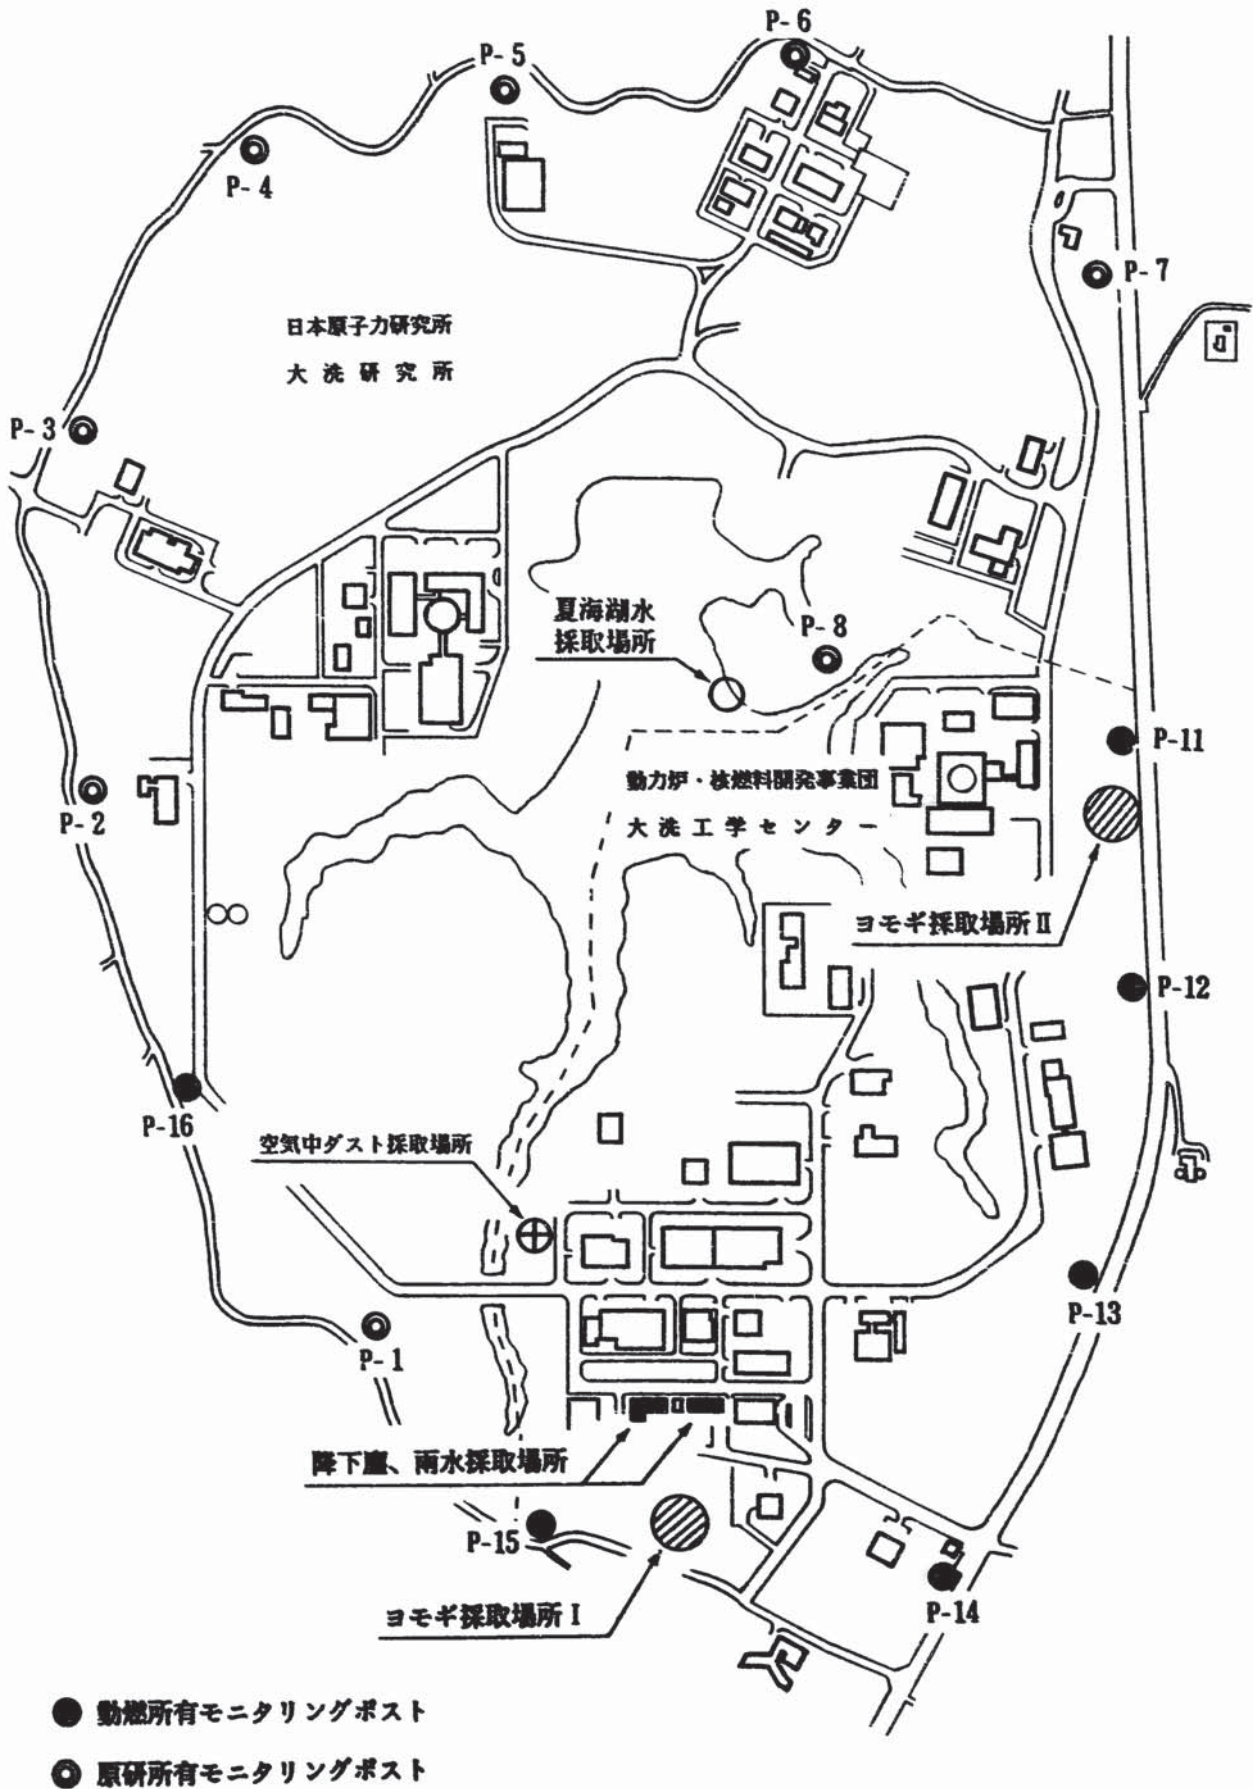 P-6
P-5
P-4
P-7
日本原子力研究所
大洗研究所
P-3
夏海湖水
採取場所
P-8
P-11
動力炉・核燃料開発事業団
大洗工学センター
P-2
ヨモギ採取場所Ⅱ
P-12
P-16
空気中ダスト採取場所
P-13
P-1
降下塵、雨水採取場所
P-15
P-14
ヨモギ採取場所Ⅰ
動燃所有モニタリングポスト
原研所有モニタリングポスト